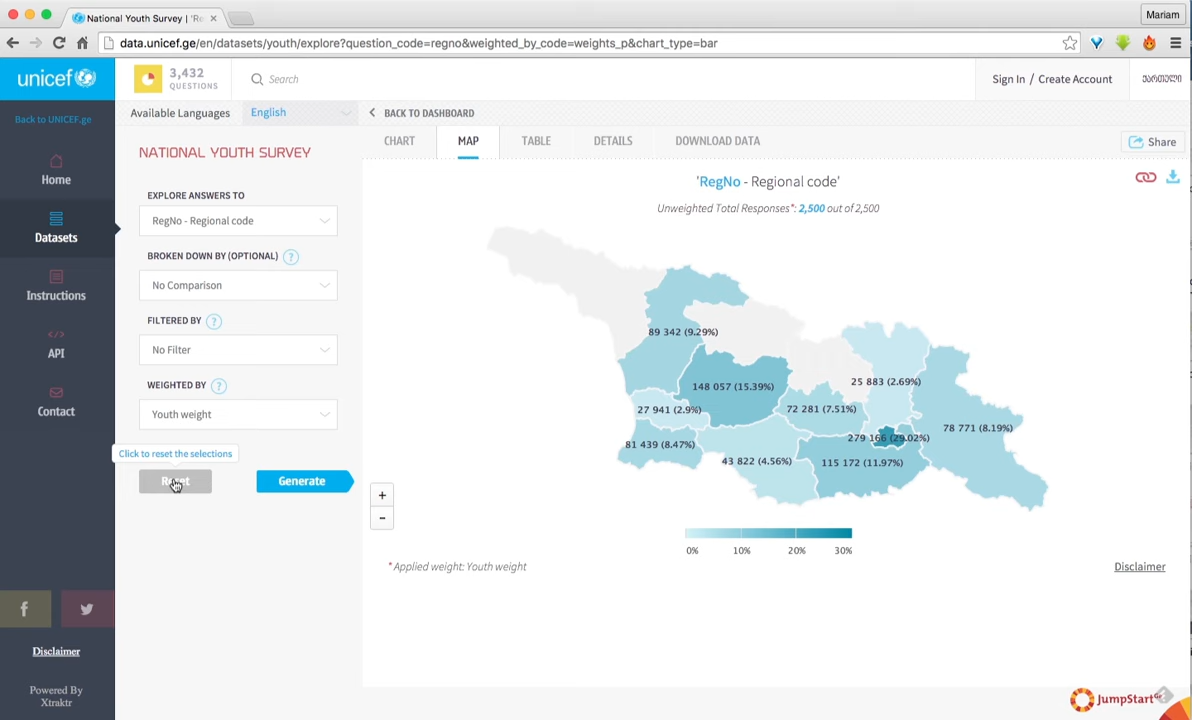 National Youth Survey | 'Re
Mariam
data.unicef.ge/en/datasets/youth/explore?question_code=regno&weighted_by_code=weights_p&chart_type=bar
unicef
3,432
QUESTIONS
Search
Sign In / Create Account
ქართული
Back to UNICEF.ge
Available Languages
English
BACK TO DASHBOARD
CHART
MAP
TABLE
DETAILS
DOWNLOAD DATA
Share
Home
Datasets
Instructions
API
Contact
NATIONAL YOUTH SURVEY
EXPLORE ANSWERS TO
RegNo - Regional code
BROKEN DOWN BY (OPTIONAL) ?
No Comparison
FILTERED BY ?
No Filter
WEIGHTED BY ?
Youth weight
Click to reset the selections
Reset
Generate
'RegNo - Regional code'
Unweighted Total Responses*: 2,500 out of 2,500
89 342 (9.29%)
148 057 (15.39%)
25 883 (2.69%)
27 941 (2.9%)
72 281 (7.51%)
78 771 (8.19%)
81 439 (8.47%)
279 166 (29.02%)
43 822 (4.56%)
115 172 (11.97%)
+
-
0%
10%
20%
30%
* Applied weight: Youth weight
Disclaimer
Disclaimer
Powered By
Xtraktr
JumpStart